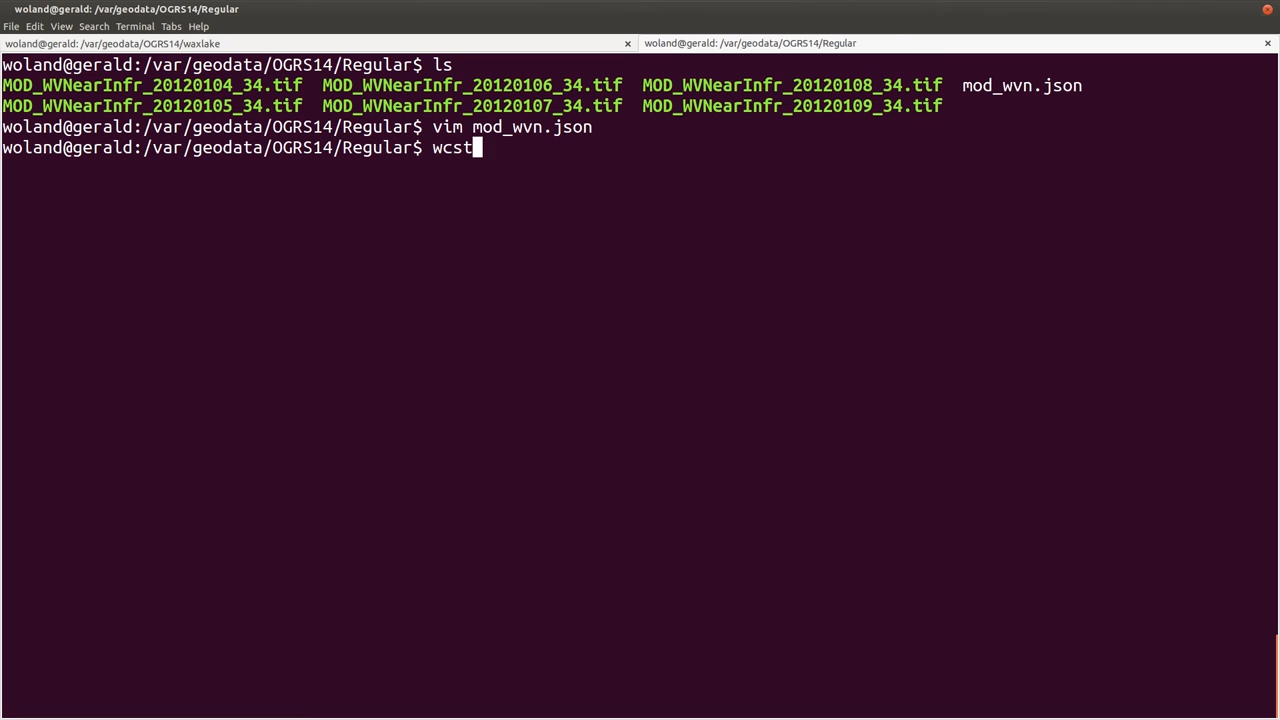 woland@gerald: /var/geodata/OGRS14/Regular
File Edit View Search Terminal Tabs Help
woland@gerald: /var/geodata/OGRS14/waxlake × woland@gerald: /var/geodata/OGRS14/Regular ×
woland@gerald:/var/geodata/OGRS14/Regular$ ls
MOD_WVNearInfr_20120104_34.tif MOD_WVNearInfr_20120106_34.tif MOD_WVNearInfr_20120108_34.tif mod_wvn.json
MOD_WVNearInfr_20120105_34.tif MOD_WVNearInfr_20120107_34.tif MOD_WVNearInfr_20120109_34.tif
woland@gerald:/var/geodata/OGRS14/Regular$ vim mod_wvn.json
woland@gerald:/var/geodata/OGRS14/Regular$ wcst